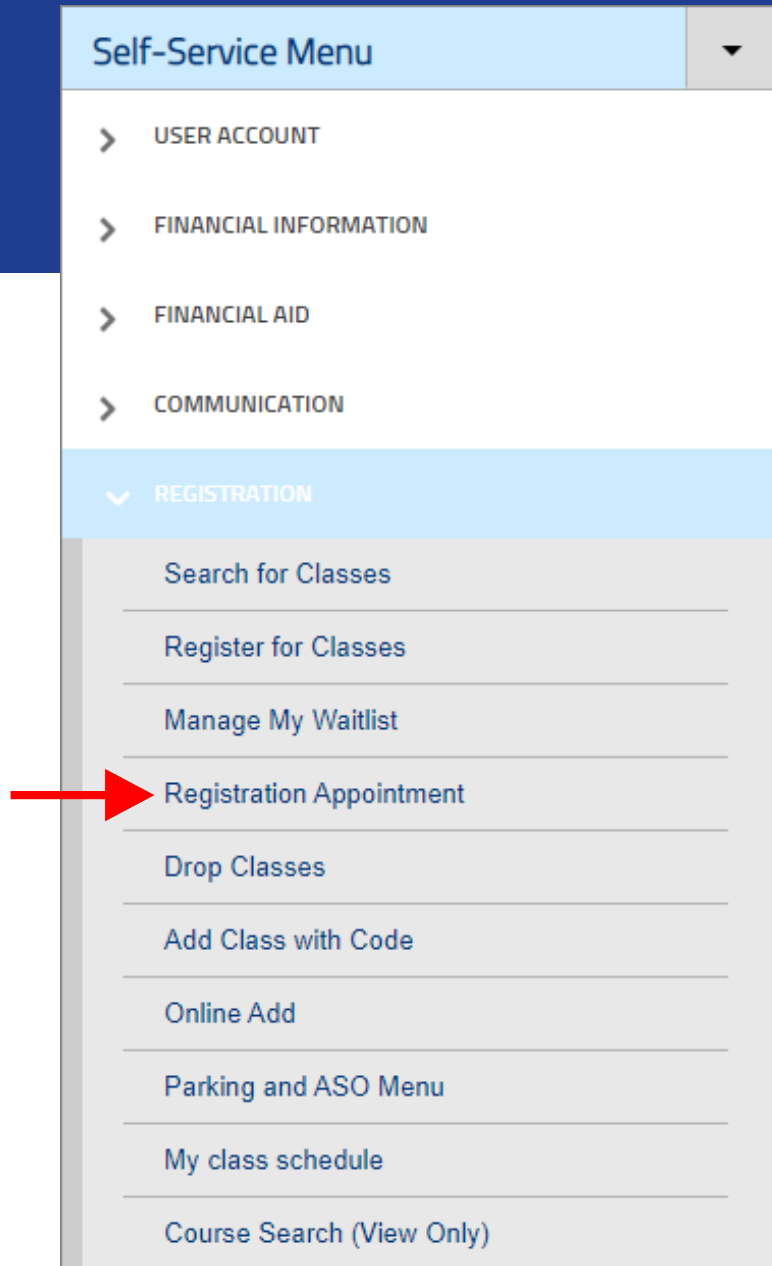 Self-Service Menu
USER ACCOUNT
FINANCIAL INFORMATION
FINANCIAL AID
COMMUNICATION
REGISTRATION
Search for Classes
Register for Classes
Manage My Waitlist
Registration Appointment
Drop Classes
Add Class with Code
Online Add
Parking and ASO Menu
My class schedule
Course Search (View Only)